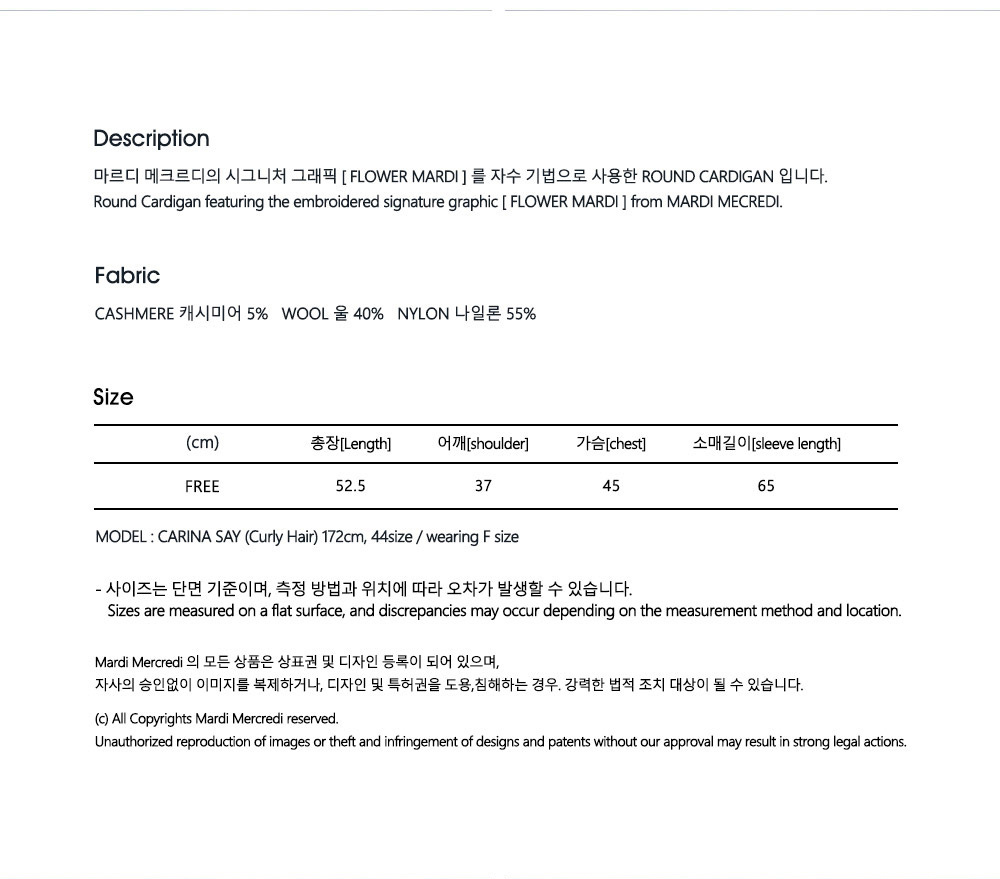 Description
마르디 메크르디의 시그니처 그래픽 [ FLOWER MARDI ] 를 자수 기법으로 사용한 ROUND CARDIGAN 입니다.
Round Cardigan featuring the embroidered signature graphic [ FLOWER MARDI ] from MARDI MECREDI.
Fabric
CASHMERE 캐시미어 5% WOOL 울 40% NYLON 나일론 55%
Size
(cm) 총장[Length] 어깨[shoulder] 가슴[chest] 소매길이[sleeve length]
FREE 52.5 37 45 65
MODEL : CARINA SAY (Curly Hair) 172cm, 44size / wearing F size
- 사이즈는 단면 기준이며, 측정 방법과 위치에 따라 오차가 발생할 수 있습니다.
Sizes are measured on a flat surface, and discrepancies may occur depending on the measurement method and location.
Mardi Mercredi 의 모든 상품은 상표권 및 디자인 등록이 되어 있으며,
자사의 승인없이 이미지를 복제하거나, 디자인 및 특허권을 도용,침해하는 경우. 강력한 법적 조치 대상이 될 수 있습니다.
(c) All Copyrights Mardi Mercredi reserved.
Unauthorized reproduction of images or theft and infringement of designs and patents without our approval may result in strong legal actions.